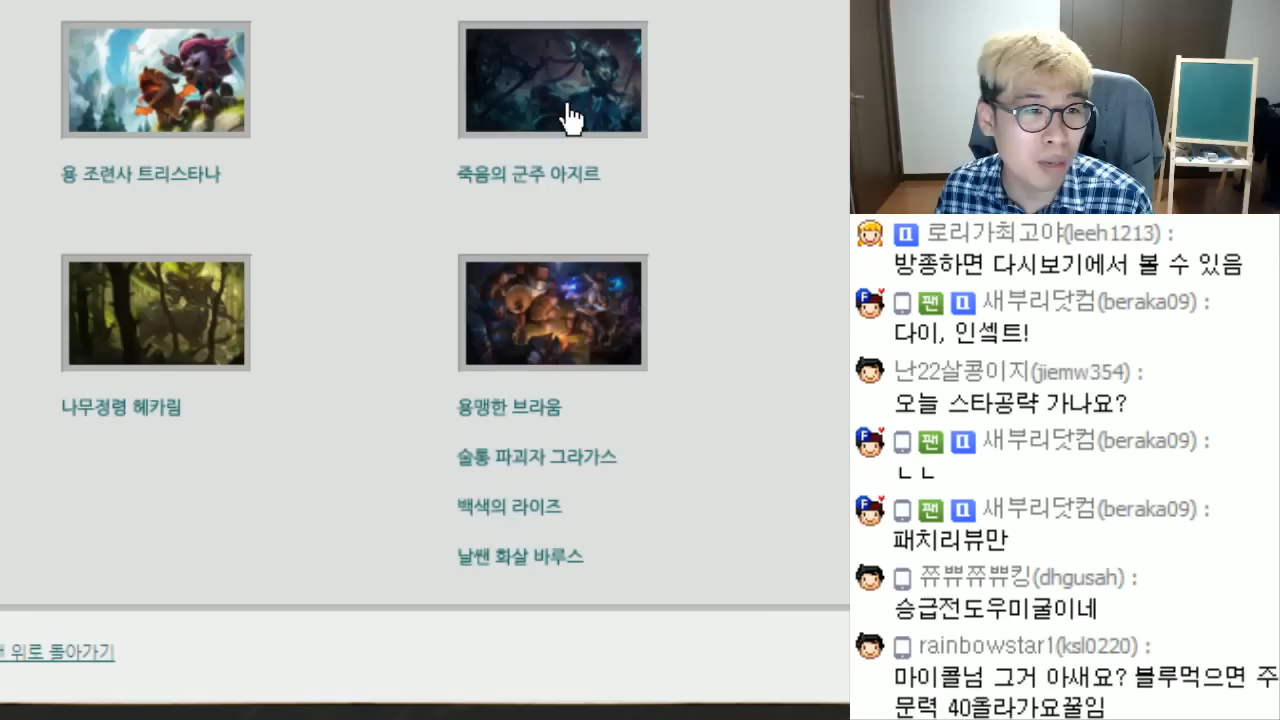 용 조련사 트리스타나
죽음의 군주 아지르
나무정령 헤카림
용맹한 브라움
술통 파괴자 그라가스
백색의 라이즈
날쌘 화살 바루스
위로 돌아가기
로리가최고야(leeh1213) :
방종하면 다시보기에서 볼 수 있음
팬 새부리닷컴(beraka09) :
다이, 인섹트!
난22살콩이지(jiemw354) :
오늘 스타공략 가나요?
팬 새부리닷컴(beraka09) :
ㄴㄴ
팬 새부리닷컴(beraka09) :
패치리뷰만
쮸쀼쮸쀼킹(dhgusah) :
승급전도우미굴이네
rainbowstar1(ksl0220) :
마이콜님 그거 아새요? 블루먹으면 주
문력 40올라가요꿀임